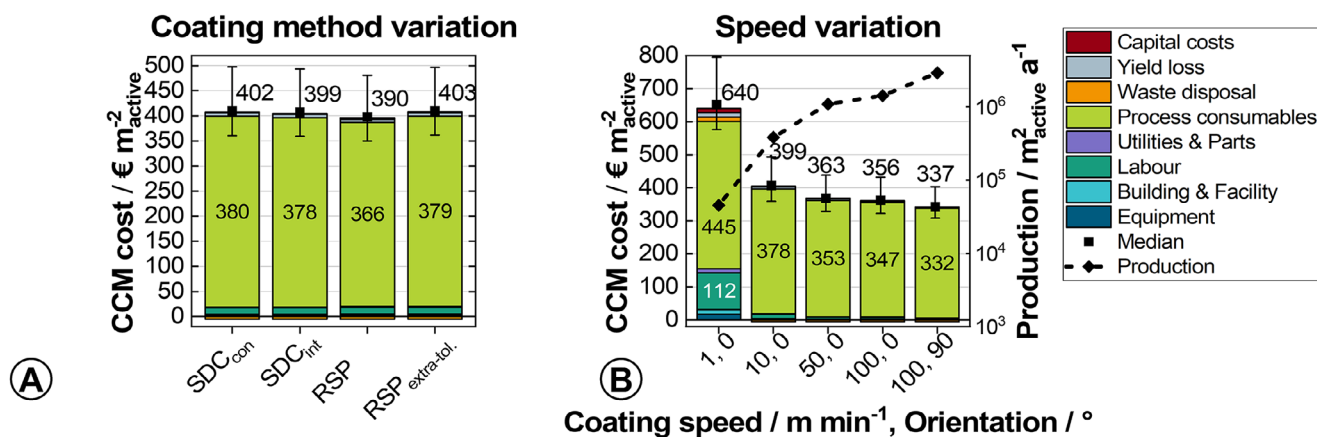 Coating method variation
CCM cost / € m⁻²active
500
450
400
350
300
250
200
150
100
50
0
402
399
390
403
380
378
366
379
SDCcon
SDCint
RSP
RSP extra-tol.
A
Speed variation
CCM cost / € m⁻²active
800
700
600
500
400
300
200
100
0
640
399
363
356
337
445
378
353
347
332
112
Production / m²active a⁻¹
10⁶
10⁵
10⁴
10³
1, 0
10, 0
50, 0
100, 0
100, 90
B
Coating speed / m min⁻¹, Orientation / °
Capital costs
Yield loss
Waste disposal
Process consumables
Utilities & Parts
Labour
Building & Facility
Equipment
Median
Production